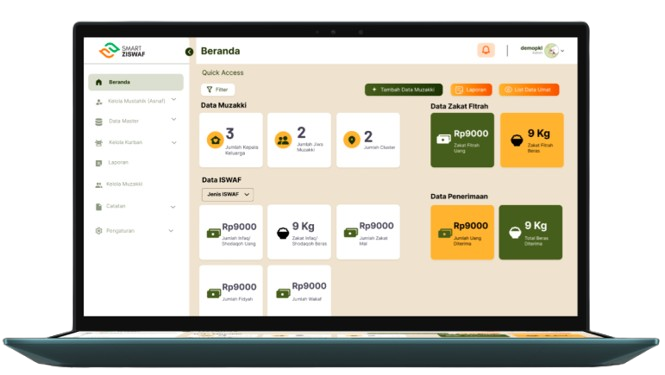 SMART
ZISWAF
Beranda
demopki
Beranda
Kelola Mustahik (Asnaf)
Data Master
Kelola Kurban
Laporan
Kelola Muzakki
Catatan
Pengaturan
Quick Access
Filter
+ Tambah Data Muzakki
Laporan
List Data Umat
Data Muzakki
3
Jumlah Kepala
Keluarga
2
Jumlah Jiwa
Muzakki
2
Jumlah Cluster
Data Zakat Fitrah
Rp9000
Zakat Fitrah
Uang
9 Kg
Zakat Fitrah
Beras
Data ISWAF
Jenis ISWAF
Rp9000
Jumlah Infaq/
Shodaqoh Uang
9 Kg
Zakat Infaq/
Shodaqoh Beras
Rp9000
Jumlah Zakat
Mal
Rp9000
Jumlah Fidyah
Rp9000
Jumlah Wakaf
Data Penerimaan
Rp9000
Jumlah Uang
Diterima
9 Kg
Total Beras
Diterima